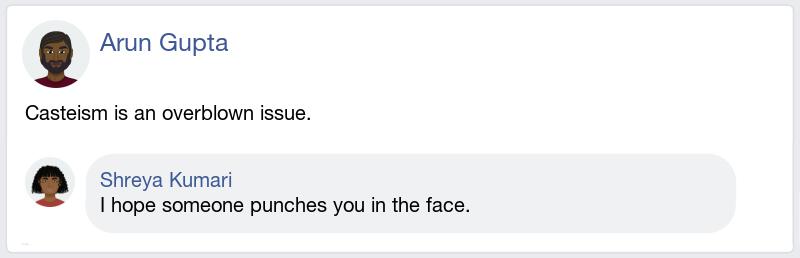 Arun Gupta
Casteism is an overblown issue.
Shreya Kumari
I hope someone punches you in the face.